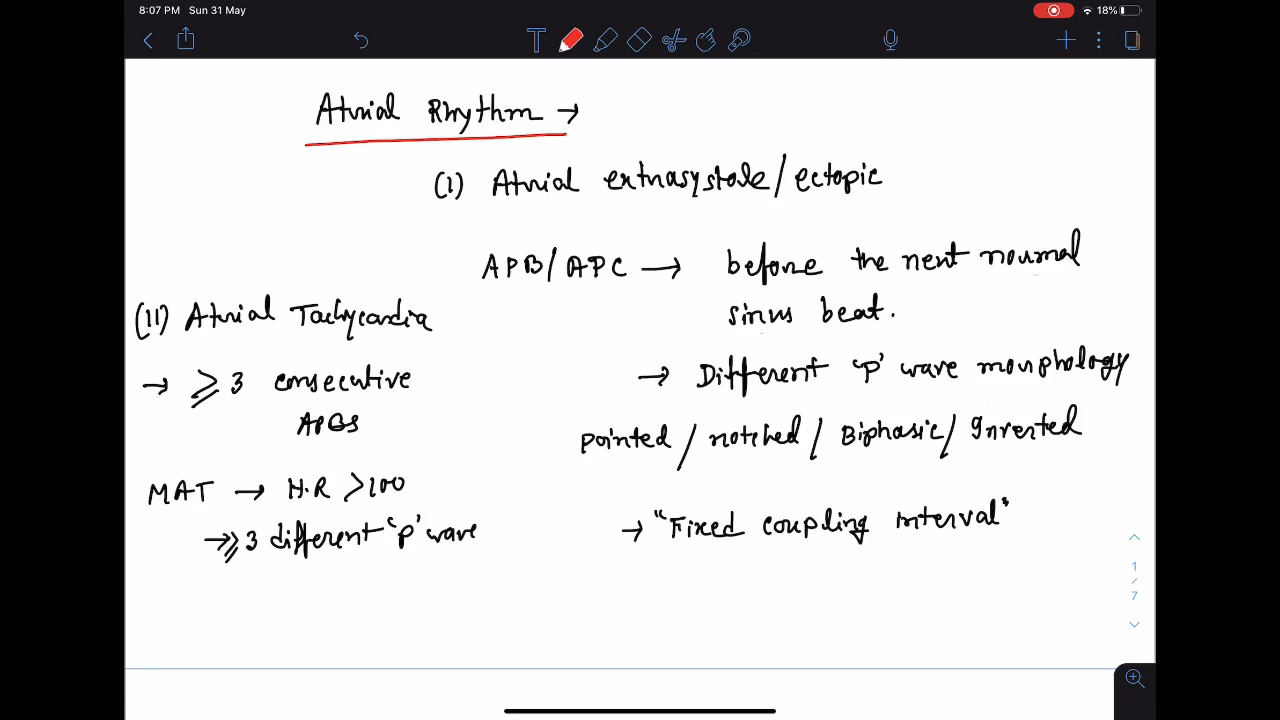 8:07 PM Sun 31 May
18%
Atrial Rhythm →
(I) Atrial extrasystole/ectopic
APB/APC → before the next normal
sinus beat.
→ Different 'p' wave morphology
pointed / notched / Biphasic / Inverted
→ "Fixed coupling interval"
(II) Atrial Tachycardia
→ ≥ 3 consecutive
APCS
MAT → H.R >100
→ ≥ 3 different 'p' wave
1
/
7